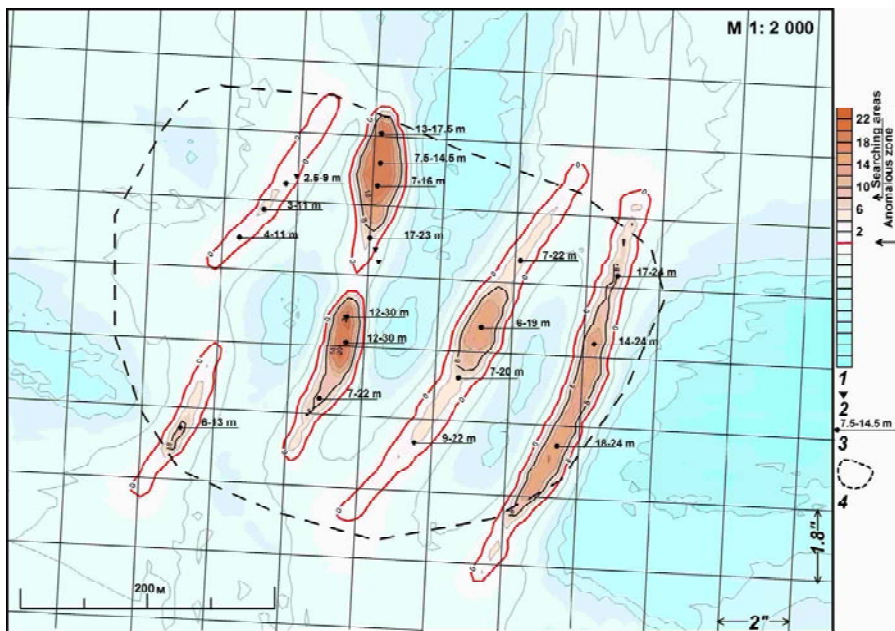 M 1: 2 000
13-17.5 m
7.5-14.5 m
7-16 m
2.5-9 m
3-11 m
4-11 m
17-23 m
7-22 m
17-24 m
12-30 m
6-19 m
12-30 m
14-24 m
7-20 m
7-22 m
6-13 m
9-22 m
18-24 m
200 м
2"
1.8"
22
18
14
10
6
2
Searching areas
Anomalious zone
1
2
7.5-14.5 m
3
4